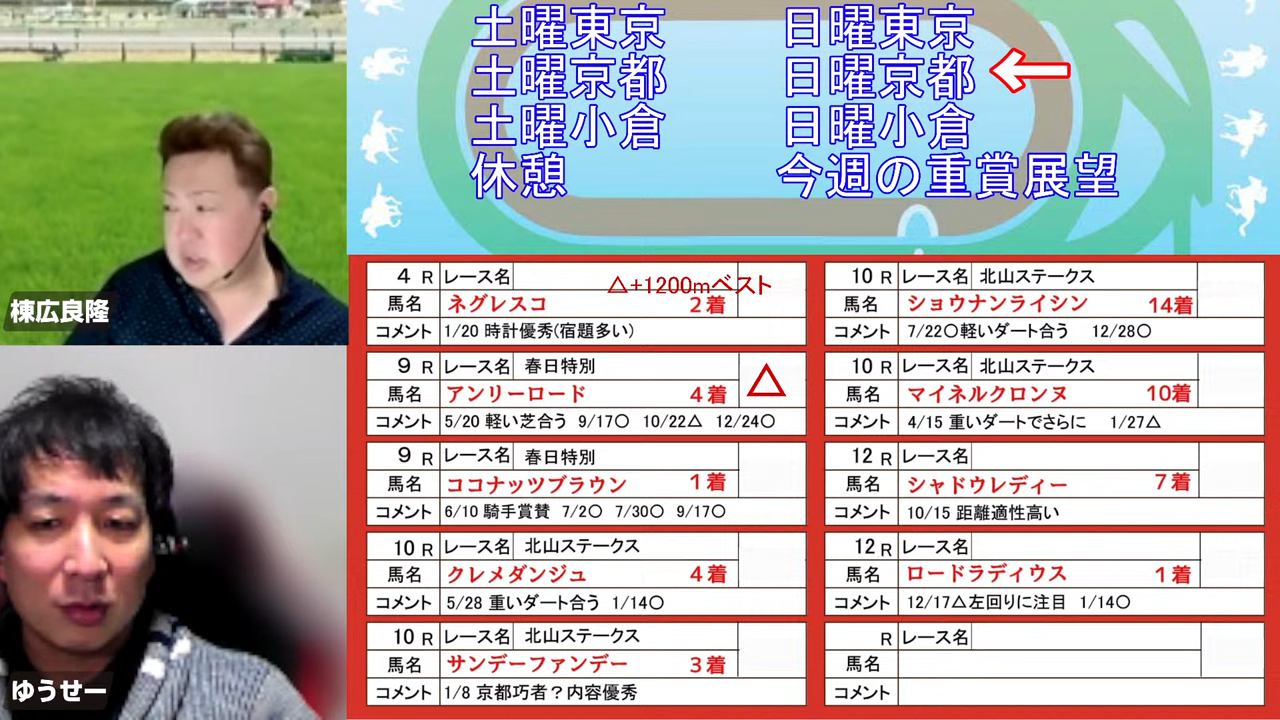 土曜東京 日曜東京
土曜京都 日曜京都
土曜小倉 日曜小倉
休憩 今週の重賞展望
棟広良隆
ゆうせー
4 R レース名
△+1200mベスト
馬名 ネグレスコ 2着
コメント 1/20 時計優秀(宿題多い)
9 R レース名 春日特別
馬名 アンリーロード 4着 △
コメント 5/20 軽い芝合う 9/17〇 10/22△ 12/24〇
9 R レース名 春日特別
馬名 ココナッツブラウン 1着
コメント 6/10 騎手賞賛 7/2〇 7/30〇 9/17〇
10 R レース名 北山ステークス
馬名 クレメダンジュ 4着
コメント 5/28 重いダート合う 1/14〇
10 R レース名 北山ステークス
馬名 サンデーファンデー 3着
コメント 1/8 京都巧者？内容優秀
10 R レース名 北山ステークス
馬名 ショウナンライシン 14着
コメント 7/22〇軽いダート合う 12/28〇
10 R レース名 北山ステークス
馬名 マイネルクロンヌ 10着
コメント 4/15 重いダートでさらに 1/27△
12 R レース名
馬名 シャドウレディー 7着
コメント 10/15 距離適性高い
12 R レース名
馬名 ロードラディウス 1着
コメント 12/17△左回りに注目 1/14〇
R レース名
馬名
コメント